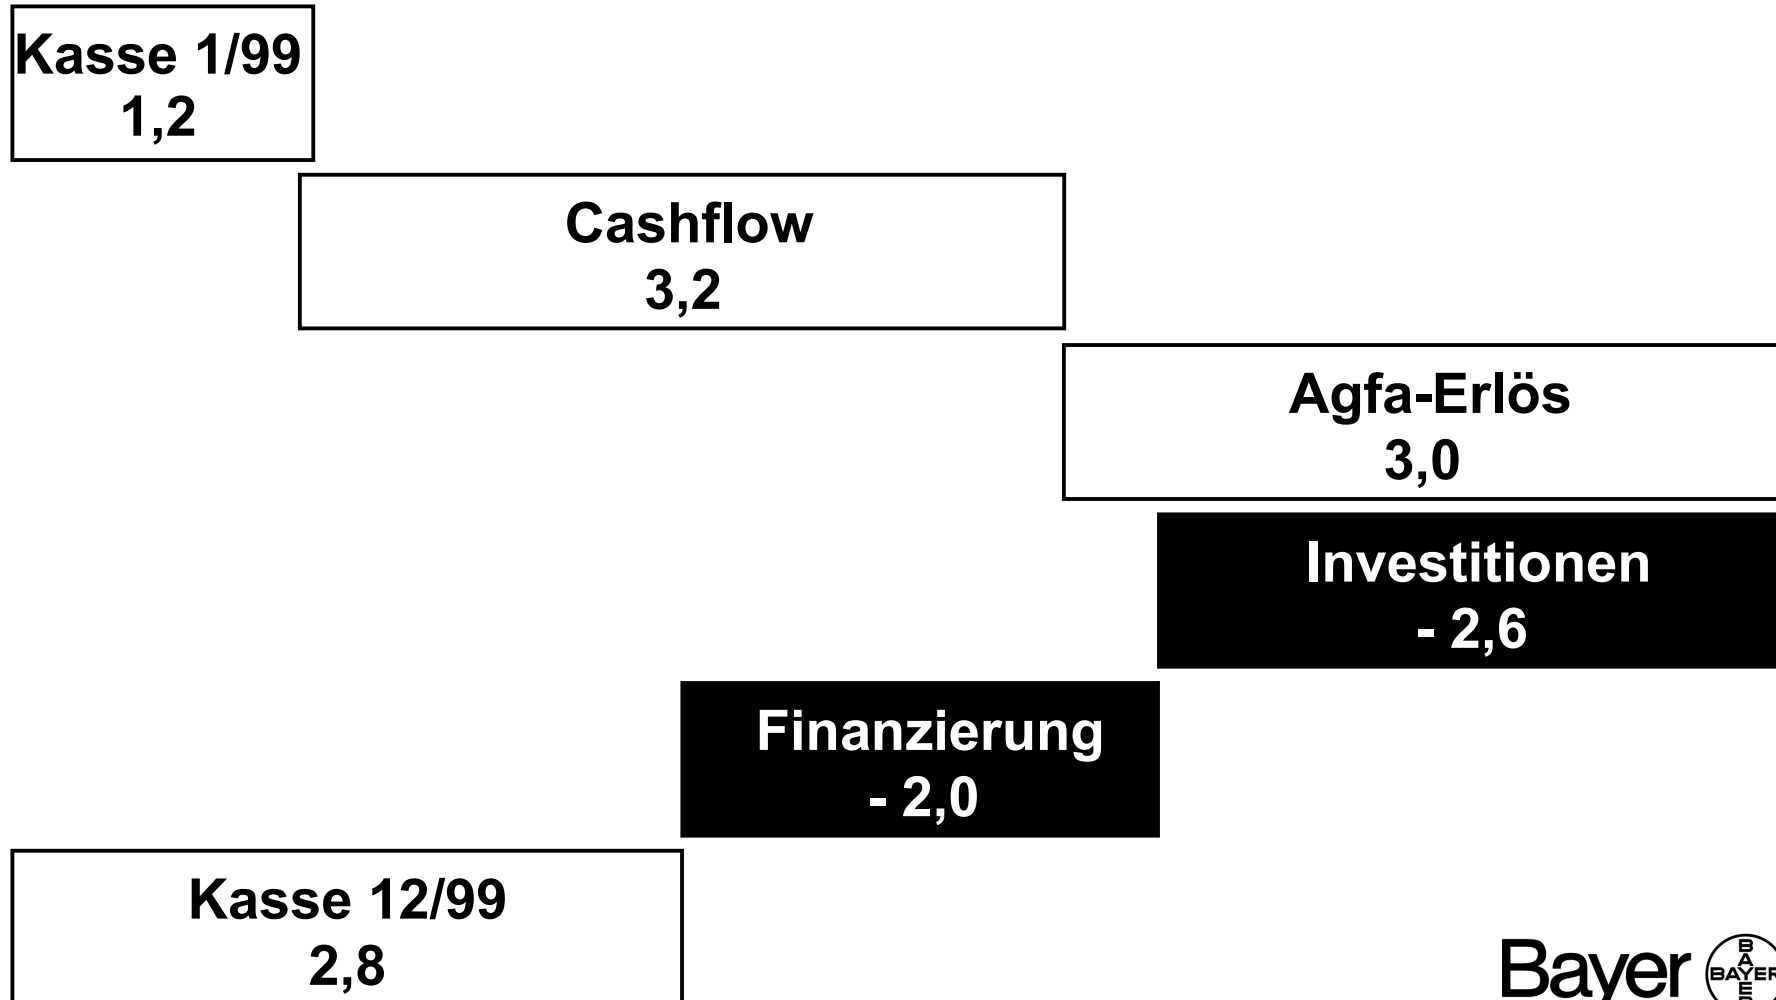 Kasse 1/99
1,2
Cashflow
3,2
Agfa-Erlös
3,0
Investitionen
- 2,6
Finanzierung
- 2,0
Kasse 12/99
2,8
Bayer
BAYER